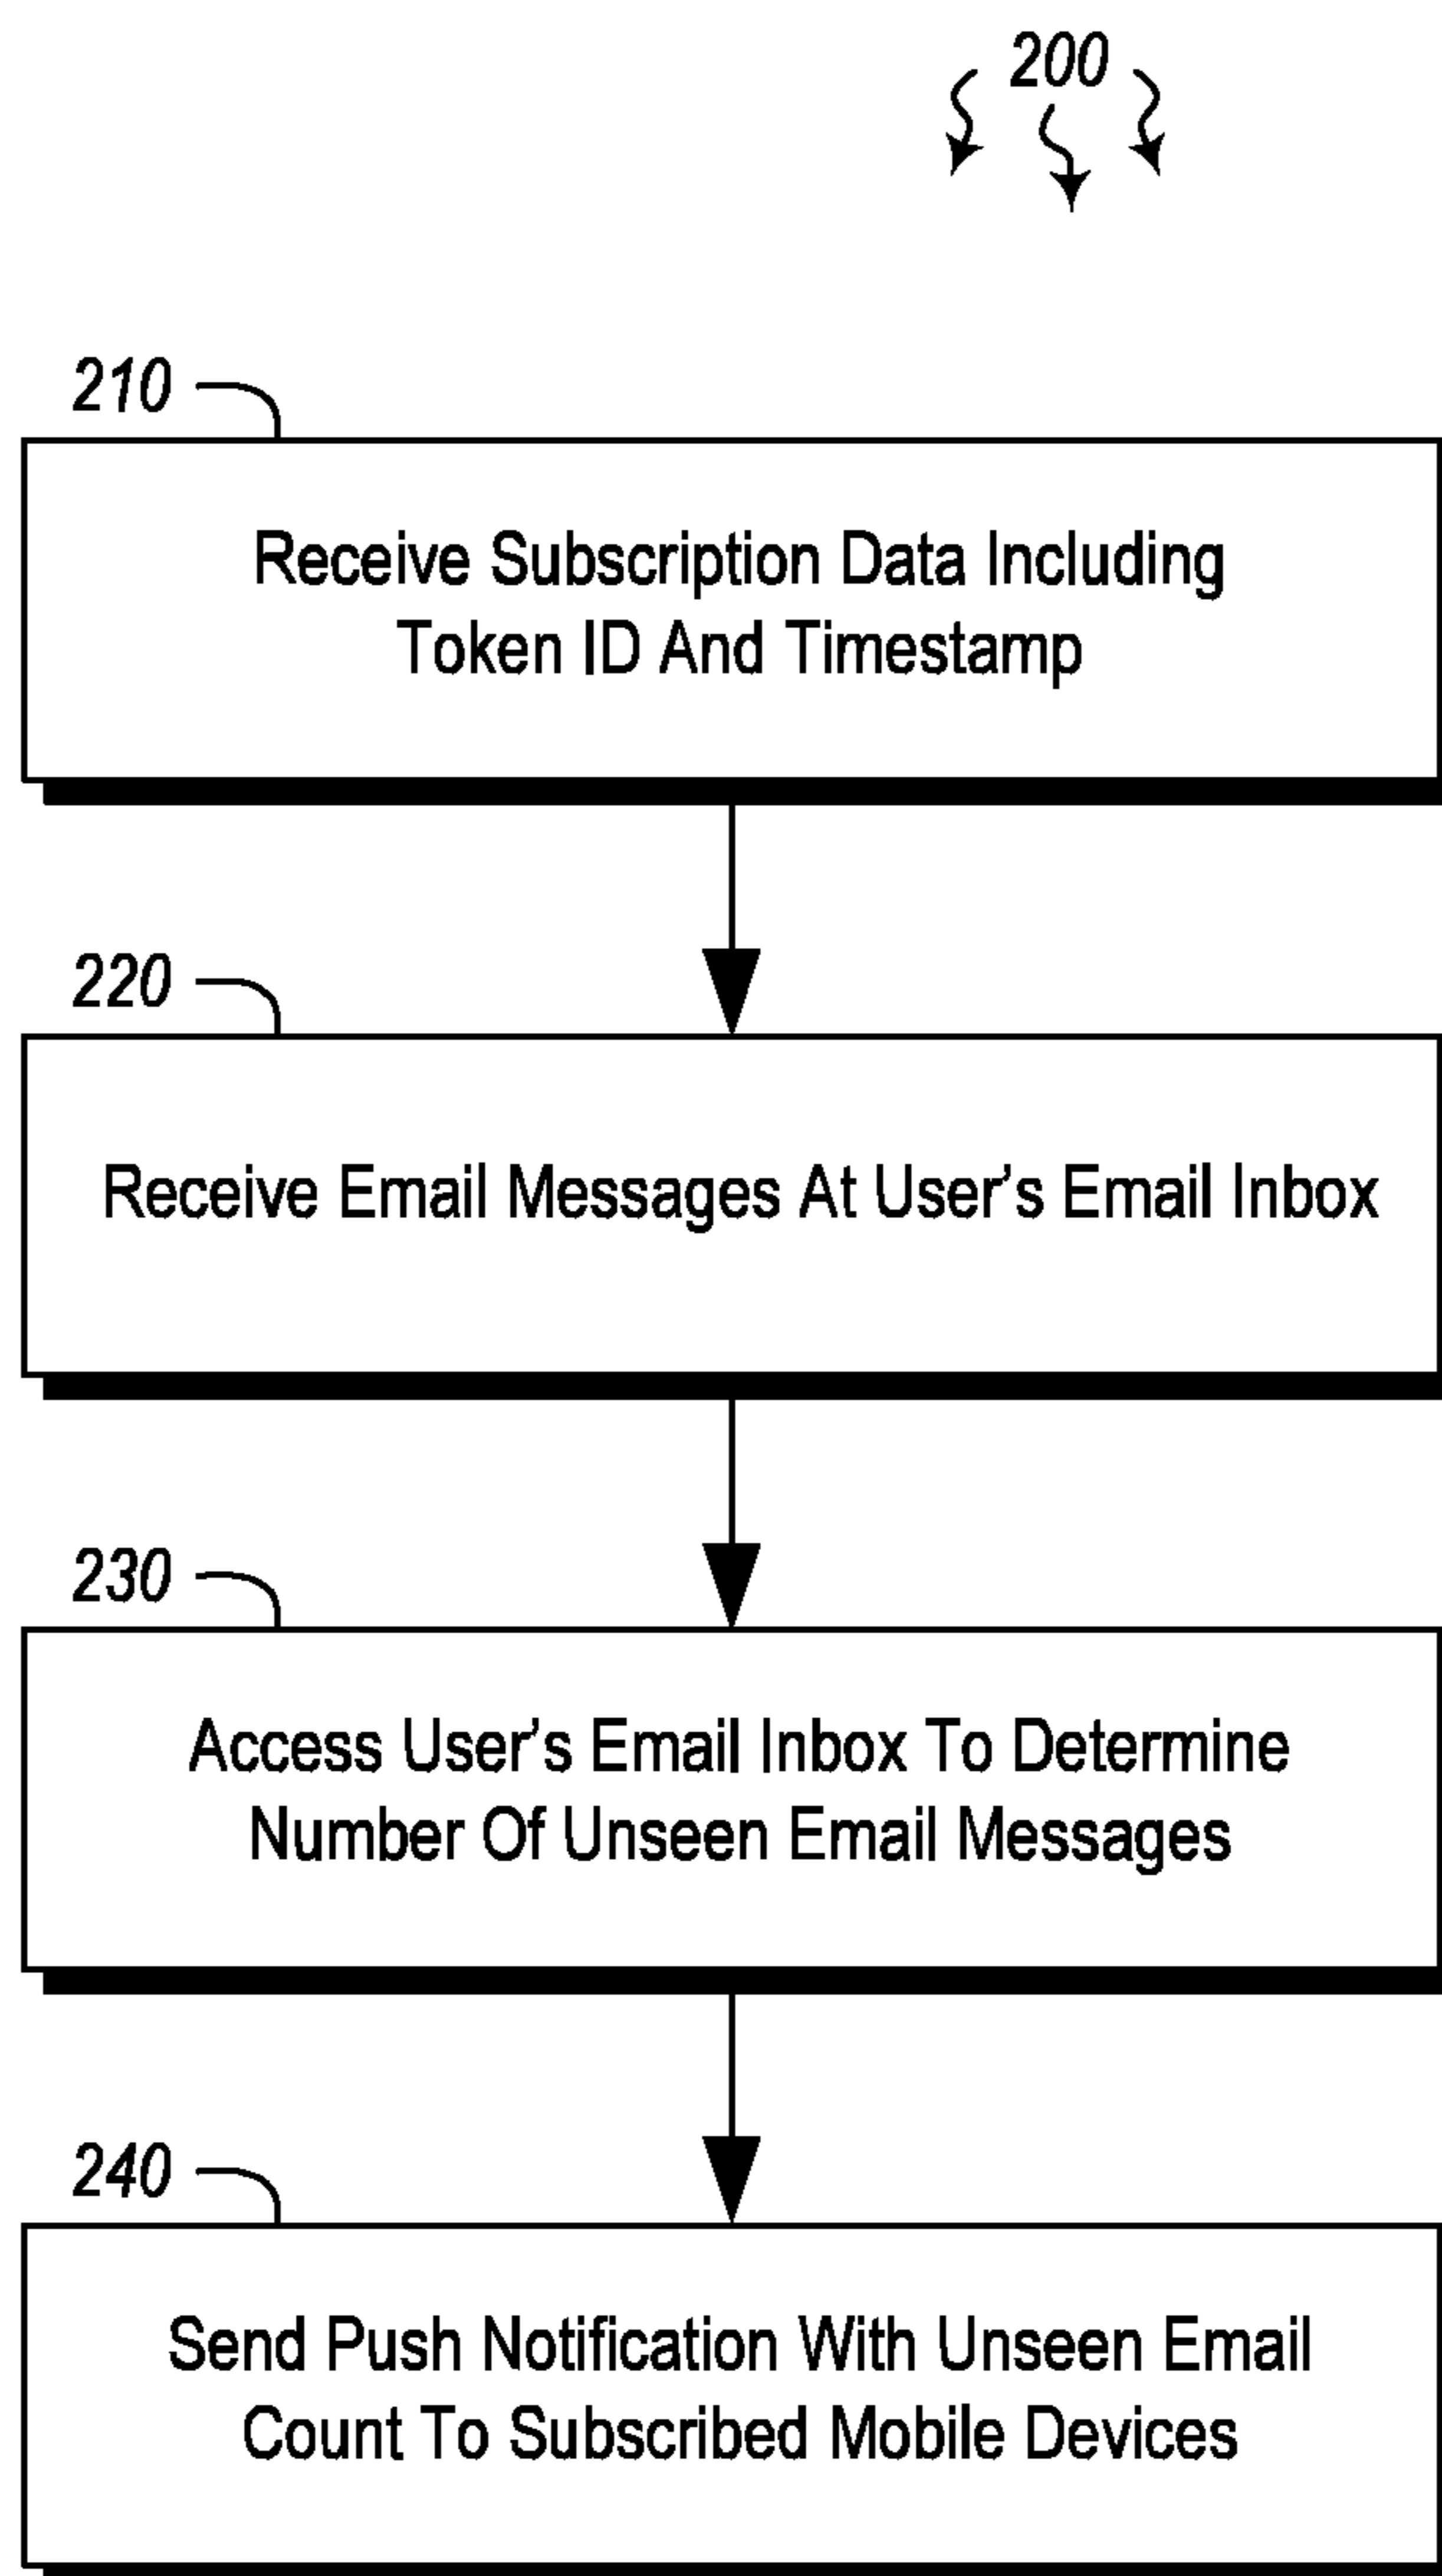 200
210
Receive Subscription Data Including
Token ID And Timestamp
220
Receive Email Messages At User’s Email Inbox
230
Access User’s Email Inbox To Determine
Number Of Unseen Email Messages
240
Send Push Notification With Unseen Email
Count To Subscribed Mobile Devices